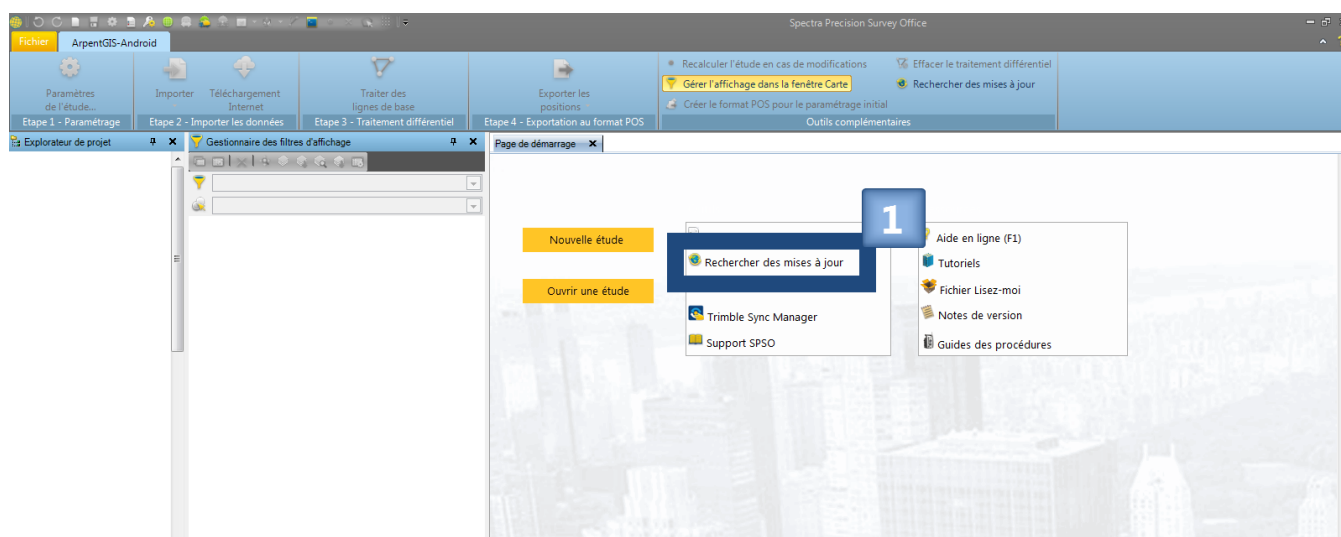 Spectra Precision Survey Office
Fichier ArpentGIS-Android
Paramètres de l'étude...
Importer
Téléchargement Internet
Traiter des lignes de base
Exporter les positions
Recalculer l'étude en cas de modifications
Effacer le traitement différentiel
Gérer l'affichage dans la fenêtre Carte
Rechercher des mises à jour
Créer le format POS pour le paramétrage initial
Etape 1 - Paramétrage
Etape 2 - Importer les données
Etape 3 - Traitement différentiel
Etape 4 - Exportation au format POS
Outils complémentaires
Explorateur de projet
Gestionnaire des filtres d'affichage
Page de démarrage
1
Nouvelle étude
Ouvrir une étude
Rechercher des mises à jour
Trimble Sync Manager
Support SPSO
Aide en ligne (F1)
Tutoriels
Fichier Lisez-moi
Notes de version
Guides des procédures